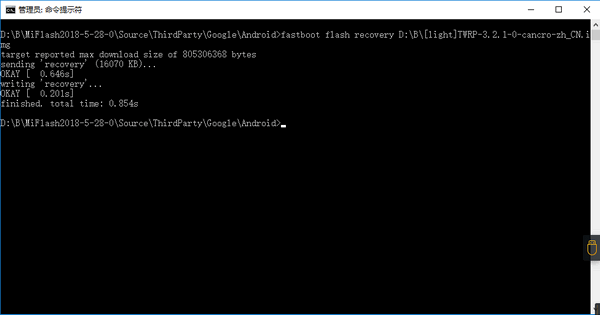 管理员: 命令提示符
D:\B\MiFlash2018-5-28-0\Source\ThirdParty\Google\Android>fastboot flash recovery D:\B\[light]TWRP-3.2.1-0-cancro-zh_CN.i
mg
target reported max download size of 805306368 bytes
sending 'recovery' (16070 KB)...
OKAY [  0.646s]
writing 'recovery'...
OKAY [  0.201s]
finished. total time: 0.854s
D:\B\MiFlash2018-5-28-0\Source\ThirdParty\Google\Android>